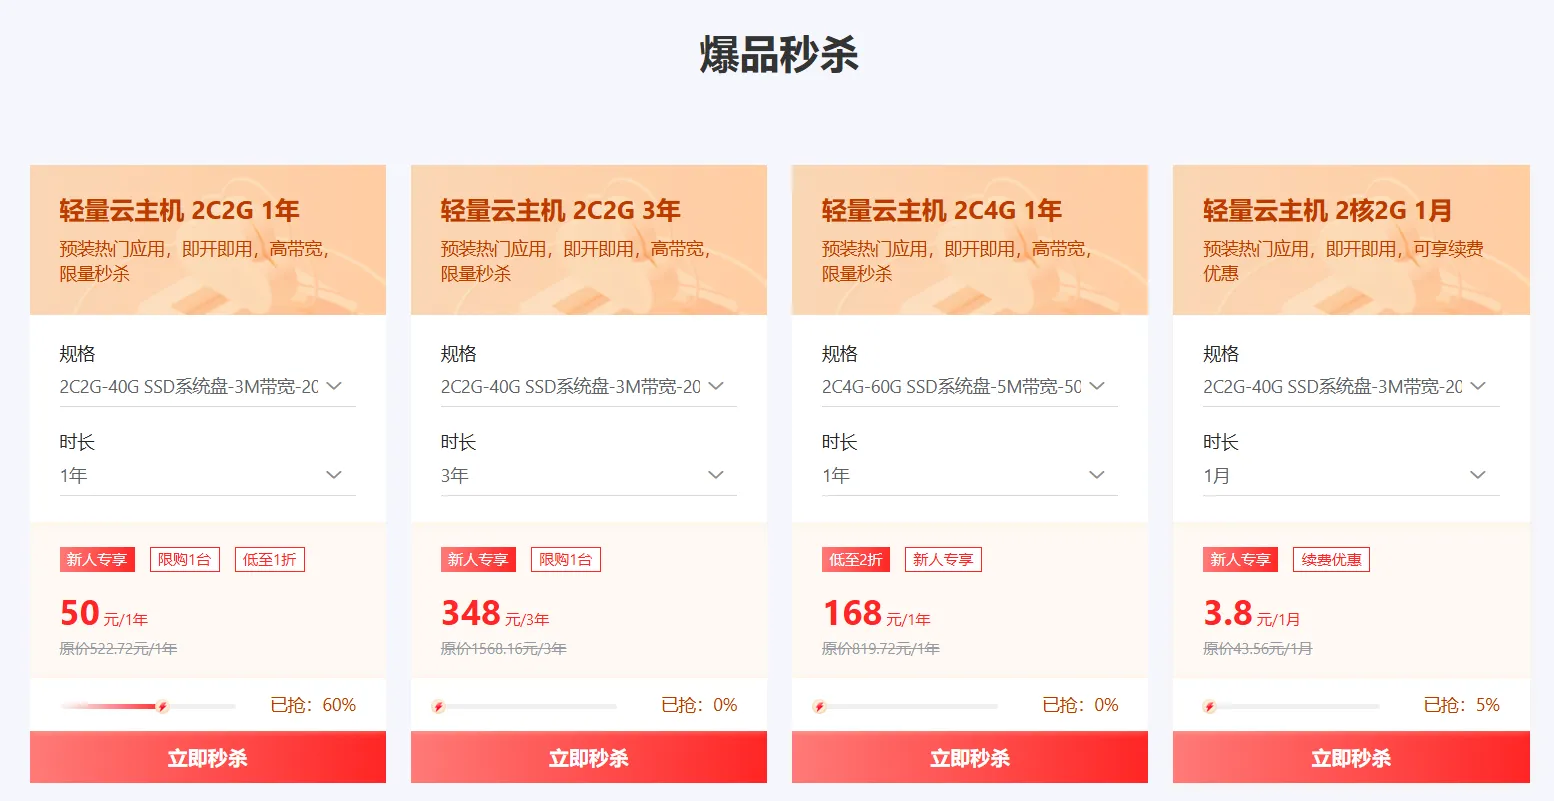 爆品秒杀
轻量云主机 2C2G 1年
预装热门应用，即开即用，高带宽，
限量秒杀
规格
2C2G-40G SSD系统盘-3M带宽-20
时长
1年
新人专享 限购1台 低至1折
50 元/1年
原价522.72元/1年
已抢：60%
立即秒杀
轻量云主机 2C2G 3年
预装热门应用，即开即用，高带宽，
限量秒杀
规格
2C2G-40G SSD系统盘-3M带宽-20
时长
3年
新人专享 限购1台
348 元/3年
原价1568.16元/3年
已抢：0%
立即秒杀
轻量云主机 2C4G 1年
预装热门应用，即开即用，高带宽，
限量秒杀
规格
2C4G-60G SSD系统盘-5M带宽-50
时长
1年
低至2折 新人专享
168 元/1年
原价819.72元/1年
已抢：0%
立即秒杀
轻量云主机 2核2G 1月
预装热门应用，即开即用，可享续费
优惠
规格
2C2G-40G SSD系统盘-3M带宽-20
时长
1月
新人专享 续费优惠
3.8 元/1月
原价43.56元/1月
已抢：5%
立即秒杀